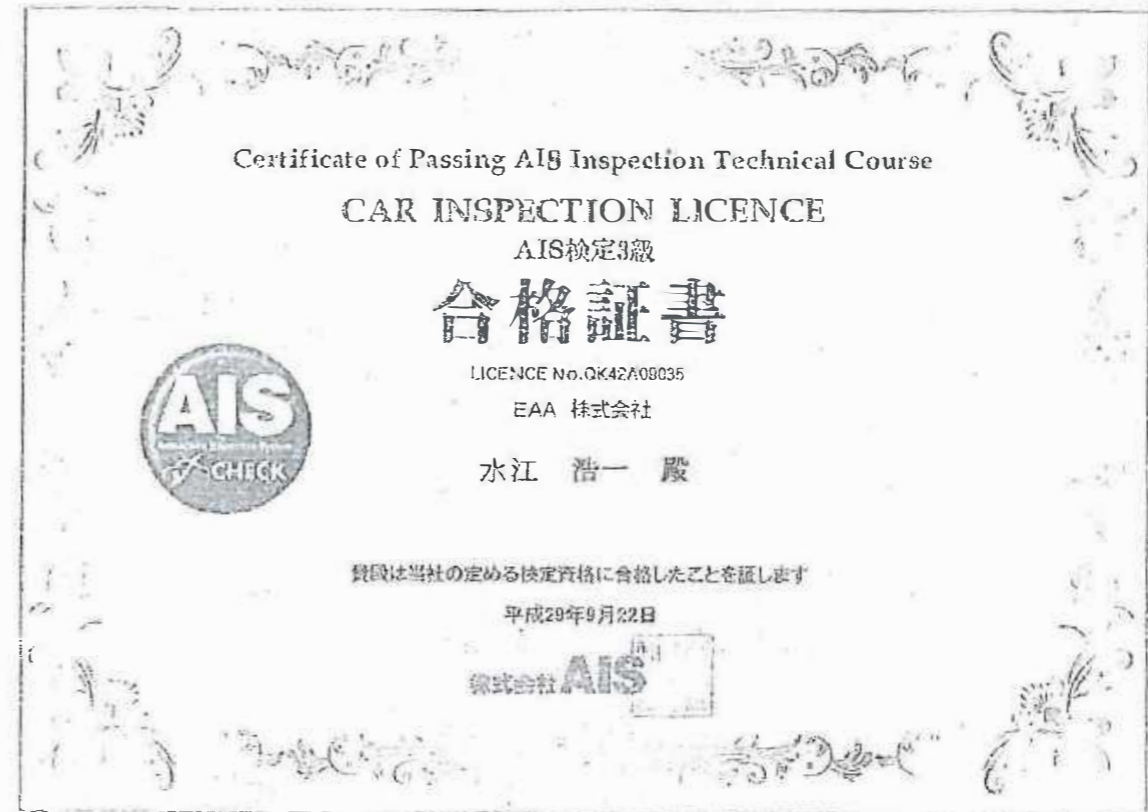 Certificate of Passing AIS Inspection Technical Course
CAR INSPECTION LICENCE
AIS検定3級
合格証書
LICENCE No.QK42A08035
EAA 株式会社
AIS
CHECK
水江 浩一 殿
貴殿は当社の定める検定資格に合格したことを証します
平成29年9月22日
株式会社 AIS